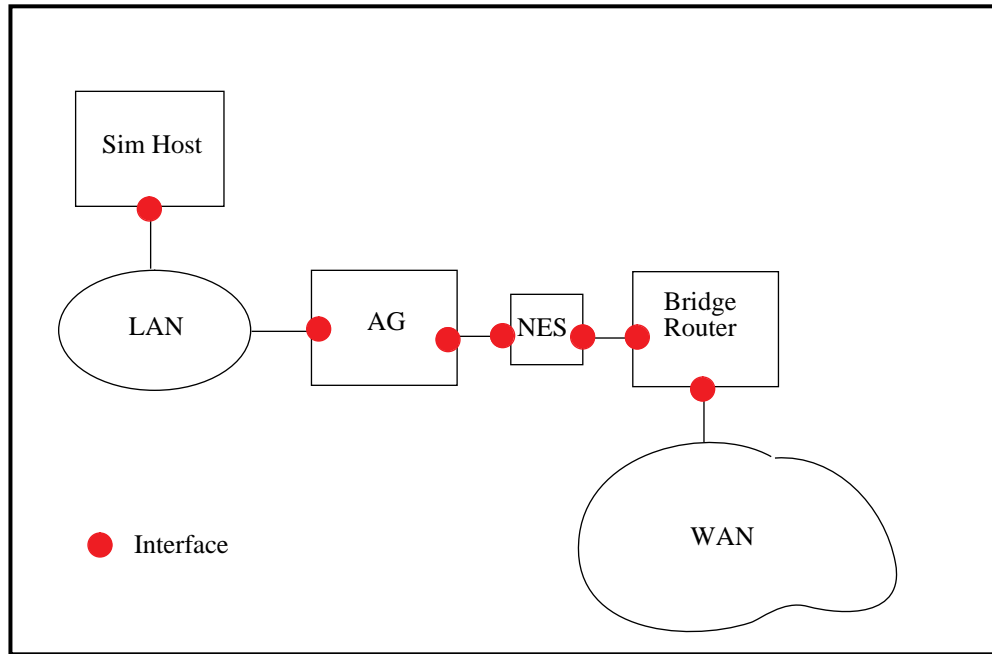 Sim Host
LAN
AG
NES
Bridge
Router
WAN
Interface